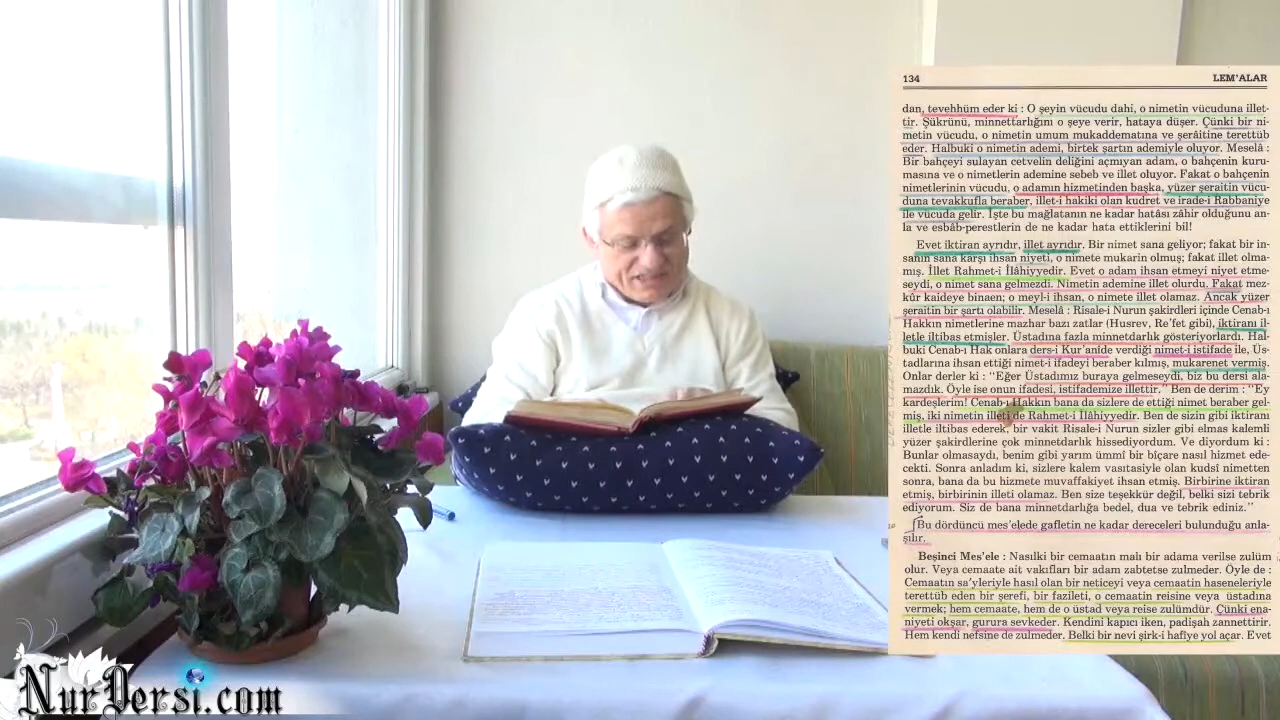 134 LEM'ALAR
dan, tevehhüm eder ki : O şeyin vücudu dahi, o nimetin vücuduna illet-
tir. Şükrünü, minnettarlığını o şeye verir, hataya düşer. Çünki bir ni-
metin vücudu, o nimetin umum mukaddematına ve şerâitine terettüb
eder. Halbuki o nimetin ademi, birtek şartın ademiyle oluyor. Meselâ :
Bir bahçeyi sulayan cetvelin deliğini açmıyan adam, o bahçenin kuru-
masına ve o nimetlerin ademine sebeb ve illet oluyor. Fakat o bahçenin
nimetlerinin vücudu, o adamın hizmetinden başka, yüzer şeraitin vücu-
duna tevakkufla beraber, illet-i hakiki olan kudret ve irade-i Rabbaniye
ile vücuda gelir. İşte bu mağlatanın ne kadar hatâsı zâhir olduğunu an-
la ve esbâb-perestlerin de ne kadar hata ettiklerini bil!
Evet iktiran ayrıdır, illet ayrıdır. Bir nimet sana geliyor; fakat bir in-
sanın sana karşı ihsan niyeti, o nimete mukarin olmuş; fakat illet olma-
mış. İllet Rahmet-i İlâhiyyedir. Evet o adam ihsan etmeyi niyet etme-
seydi, o nimet sana gelmezdi. Nimetin ademine illet olurdu. Fakat mez-
kûr kaideye binaen; o meyl-i ihsan, o nimete illet olamaz. Ancak yüzer
şeraitin bir şartı olabilir. Meselâ : Risale-i Nurun şakirdleri içinde Cenab-ı
Hakkın nimetlerine mazhar bazı zatlar (Husrev, Re'fet gibi), iktiranı il-
letle iltibas etmişler. Üstadına fazla minnetdarlık gösteriyorlardı. Hal-
buki Cenab-ı Hak onlara ders-i Kur'anîde verdiği nimet-i istifade ile, Üs-
tadlarına ihsan ettiği nimet-i ifadeyi beraber kılmış, mukarenet vermiş.
Onlar derler ki : "Eğer Üstadımız buraya gelmeseydi, biz bu dersi ala-
mazdık. Öyle ise onun ifadesi, istifademize illettir." Ben de derim : "Ey
kardeşlerim! Cenab-ı Hakkın bana da sizlere de ettiği nimet beraber gel-
miş, iki nimetin illeti de Rahmet-i İlâhiyyedir. Ben de sizin gibi iktiranı
illetle iltibas ederek, bir vakit Risale-i Nurun sizler gibi elmas kalemli
yüzer şakirdlerine çok minnetdarlık hissediyordum. Ve diyordum ki :
Bunlar olmasaydı, benim gibi yarım ümmî bir bîçare nasıl hizmet ede-
cekti. Sonra anladım ki, sizlere kalem vasıtasiyle olan kudsî nimetten
sonra, bana da bu hizmete muvaffakiyet ihsan etmiş. Birbirine iktiran
etmiş, birbirinin illeti olamaz. Ben size teşekkür değil, belki sizi tebrik
ediyorum. Siz de bana minnetdarlığa bedel, dua ve tebrik ediniz."
Bu dördüncü mes'elede gafletin ne kadar dereceleri bulunduğu anla-
şılır.
Beşinci Mes'ele : Nasılki bir cemaatın malı bir adama verilse zulüm
olur. Veya cemaate ait vakıfları bir adam zabtetse zulmeder. Öyle de :
Cemaatın sa'yleriyle hasıl olan bir neticeyi veya cemaatin haseneleriyle
terettüb eden bir şerefi, bir fazileti, o cemaatin reisine veya üstadına
vermek; hem cemaate, hem de o üstad veya reise zulümdür. Çünki ena-
niyeti okşar, gurura sevkeder. Kendini kapıcı iken, padişah zannettirir.
Hem kendi nefsine de zulmeder. Belki bir nevi şirk-i hafîye yol açar. Evet
NurDersi.com